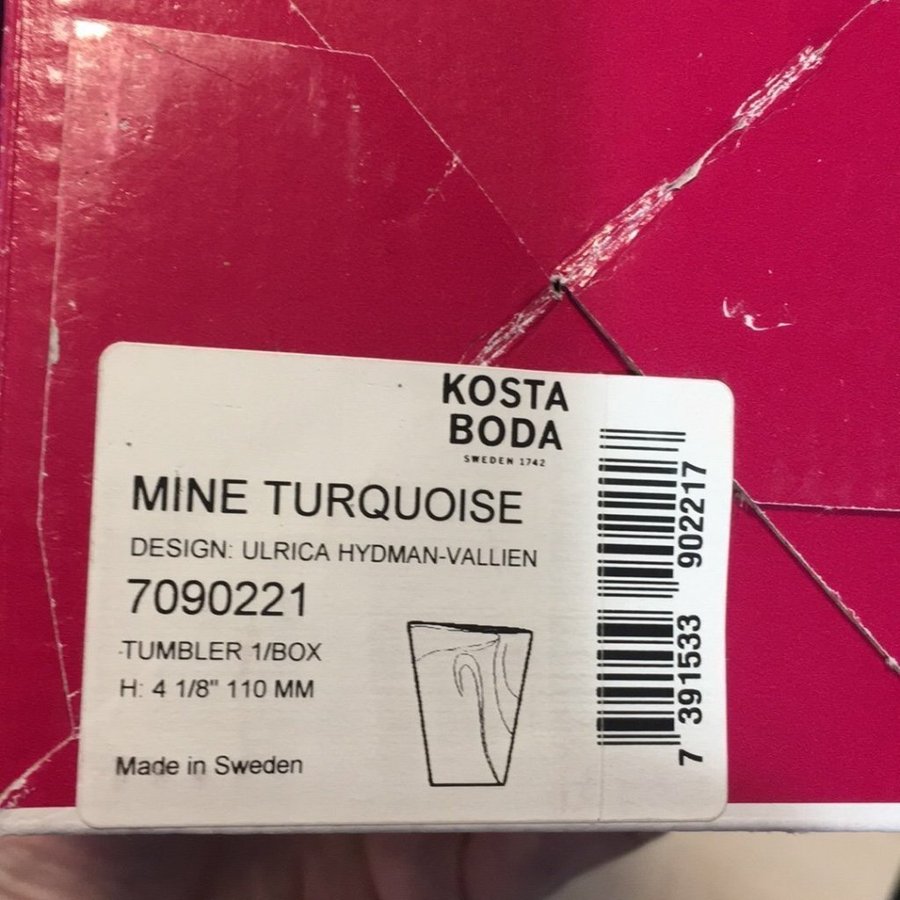 KOSTA
BODA
SWEDEN 1742
MINE TURQUOISE
DESIGN: ULRICA HYDMAN-VALLIEN
7090221
TUMBLER 1/BOX
H: 4 1/8" 110 MM
Made in Sweden
7 391533 902217